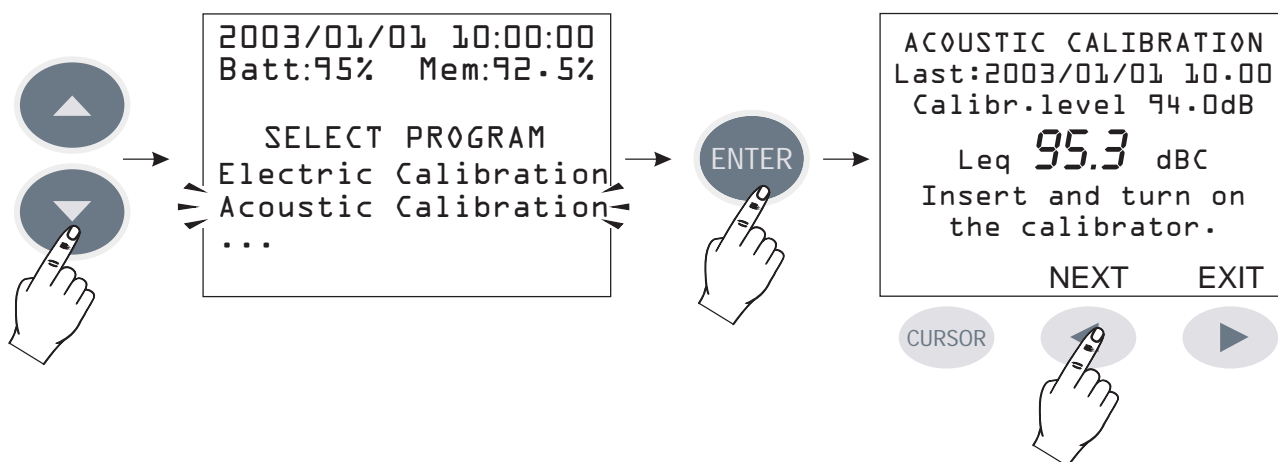 2003/01/01 10:00:00
Batt:95% Mem:92.5%
SELECT PROGRAM
Electric Calibration
Acoustic Calibration
...
ENTER
ACOUSTIC CALIBRATION
Last:2003/01/01 10.00
Calibr.level 94.0dB
Leq 95.3 dBC
Insert and turn on
the calibrator.
NEXT EXIT
CURSOR